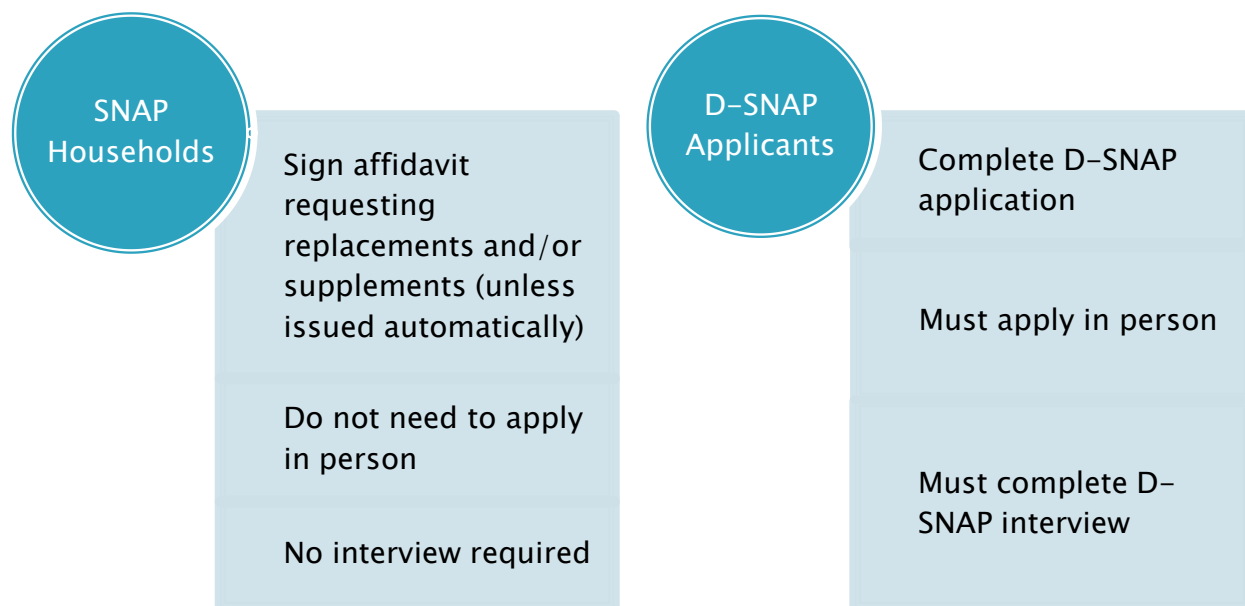 SNAP
Households
Sign affidavit
requesting
replacements and/or
supplements (unless
issued automatically)
Do not need to apply
in person
No interview required
D-SNAP
Applicants
Complete D-SNAP
application
Must apply in person
Must complete D-
SNAP interview